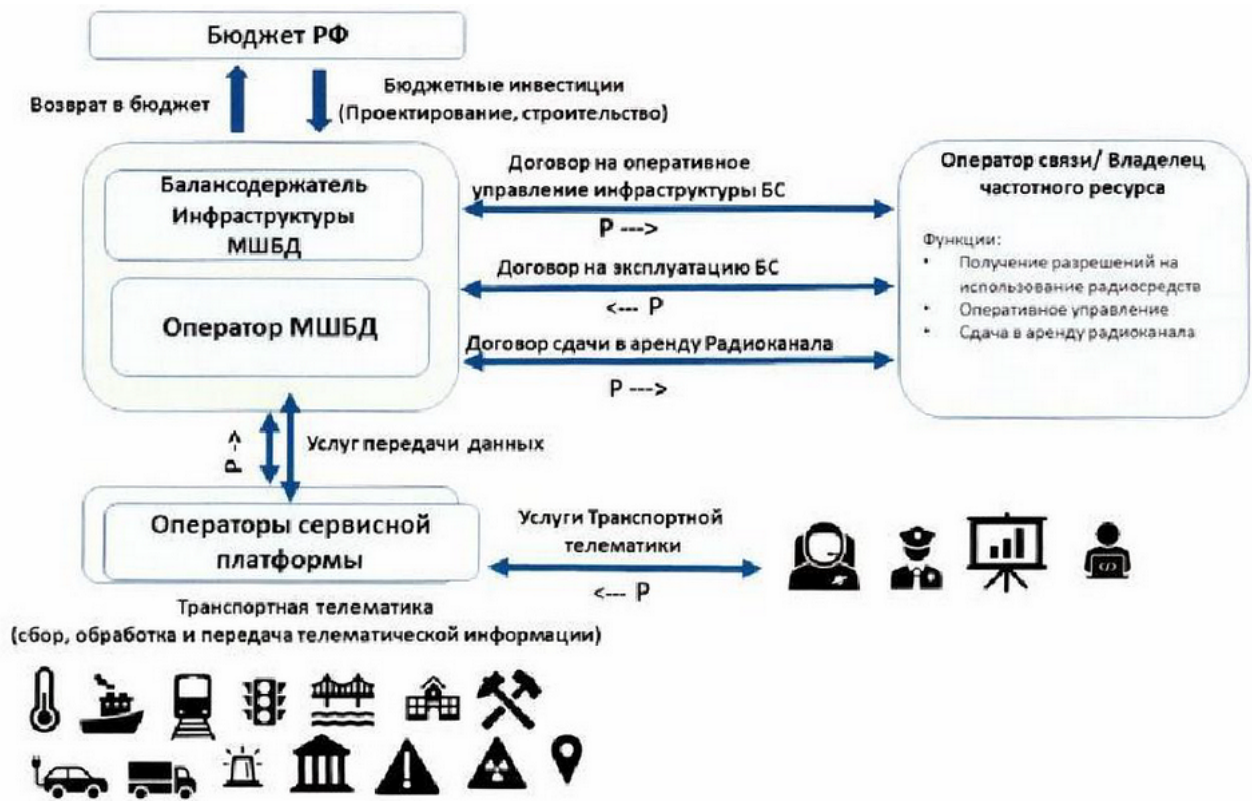 Бюджет РФ
Возврат в бюджет
Бюджетные инвестиции
(Проектирование, строительство)
Балансодержатель
Инфраструктуры
МШБД
Оператор МШБД
Договор на оперативное
управление инфраструктуры БС
Р --->
Договор на эксплуатацию БС
<--- Р
Договор сдачи в аренду Радиоканала
Р --->
Оператор связи/ Владелец
частотного ресурса
Функции:
• Получение разрешений на
использование радиосредств
• Оперативное управление
• Сдача в аренду радиоканала
Р -->
Услуг передачи данных
Операторы сервисной
платформы
Услуги Транспортной
телематики
<--- Р
Транспортная телематика
(сбор, обработка и передача телематической информации)